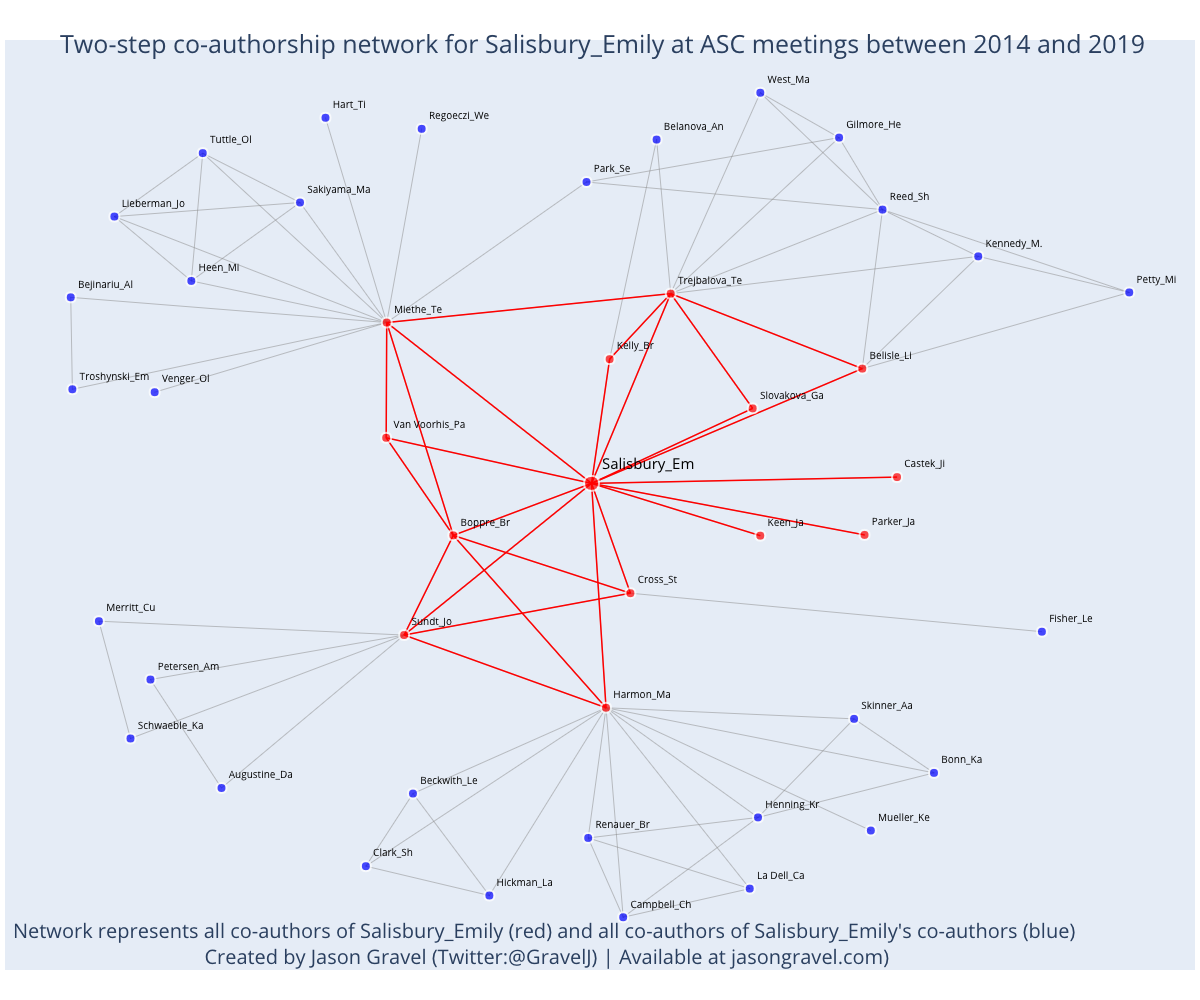 Two-step co-authorship network for Salisbury_Emily at ASC meetings between 2014 and 2019
West_Ma
Hart_Ti
Regoeczi_We
Belanova_An
Gilmore_He
Tuttle_Ol
Park_Se
Sakiyama_Ma
Reed_Sh
Lieberman_Jo
Kennedy_M.
Heen_Mi
Bejinariu_Al
Trejbalova_Te
Petty_Mi
Miethe_Te
Kelly_Br
Belisle_Li
Troshynski_Em
Venger_Ol
Slovakova_Ga
Van Voorhis_Pa
Salisbury_Em
Castek_Ji
Boppre_Br
Keen_Ja
Parker_Ja
Cross_St
Merritt_Cu
Sundt_Jo
Fisher_Le
Petersen_Am
Harmon_Ma
Skinner_Aa
Schwaeble_Ka
Bonn_Ka
Augustine_Da
Beckwith_Le
Henning_Kr
Mueller_Ke
Renauer_Br
Clark_Sh
La Dell_Ca
Hickman_La
Campbell_Ch
Network represents all co-authors of Salisbury_Emily (red) and all co-authors of Salisbury_Emily's co-authors (blue)
Created by Jason Gravel (Twitter:@GravelJ) | Available at jasongravel.com)